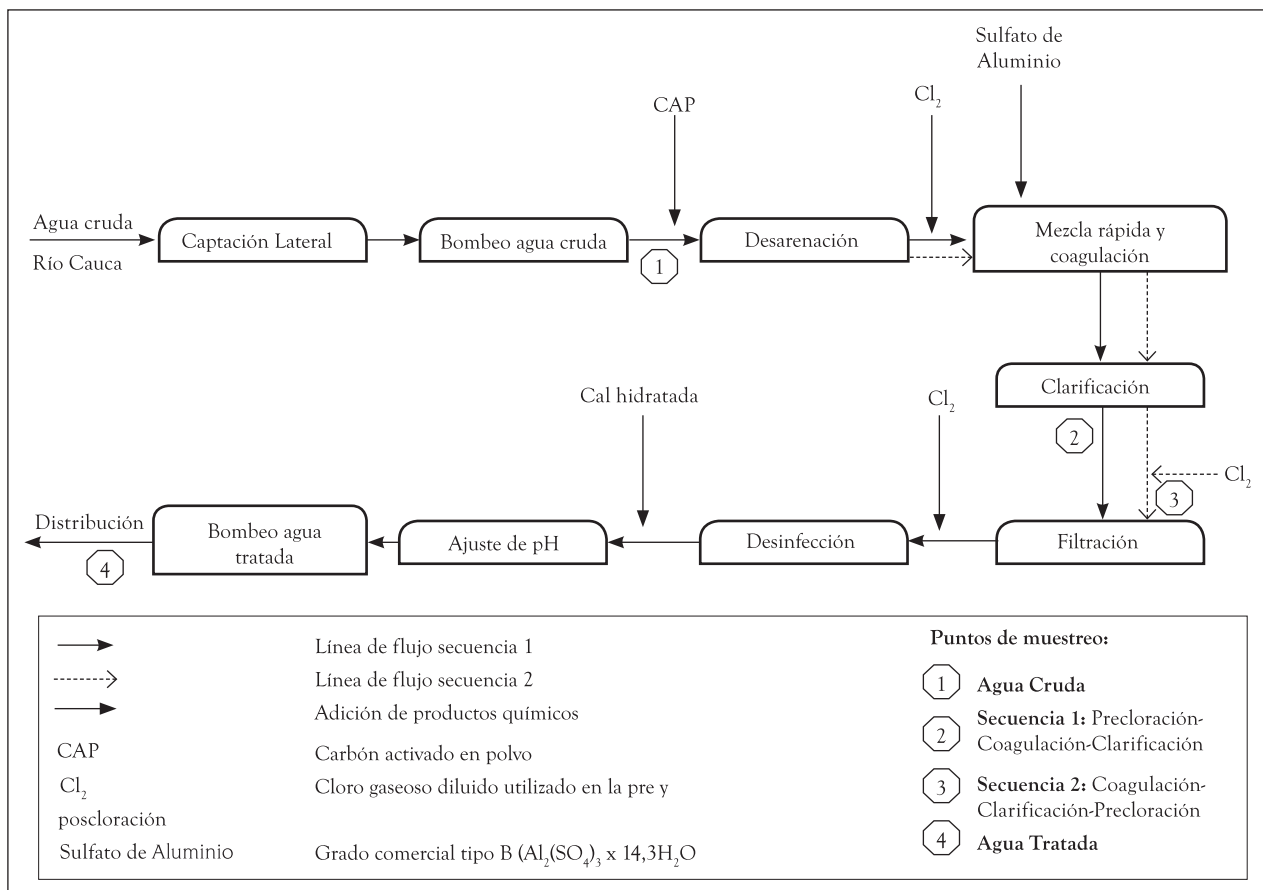 Sulfato de
Aluminio
Cl2
CAP
Agua cruda
Río Cauca
Captación Lateral
Bombeo agua cruda
1
Desarenación
Mezcla rápida y
coagulación
Clarificación
2
Cl2
3
Cal hidratada
Cl2
Distribución
4
Bombeo agua
tratada
Ajuste de pH
Desinfección
Filtración
Línea de flujo secuencia 1
Línea de flujo secuencia 2
Adición de productos químicos
CAP Carbón activado en polvo
Cl2 Cloro gaseoso diluido utilizado en la pre y
poscloración
Sulfato de Aluminio Grado comercial tipo B (Al2(SO4)3 x 14,3H2O
Puntos de muestreo:
1 Agua Cruda
2 Secuencia 1: Precloración-
Coagulación-Clarificación
3 Secuencia 2: Coagulación-
Clarificación-Precloración
4 Agua Tratada